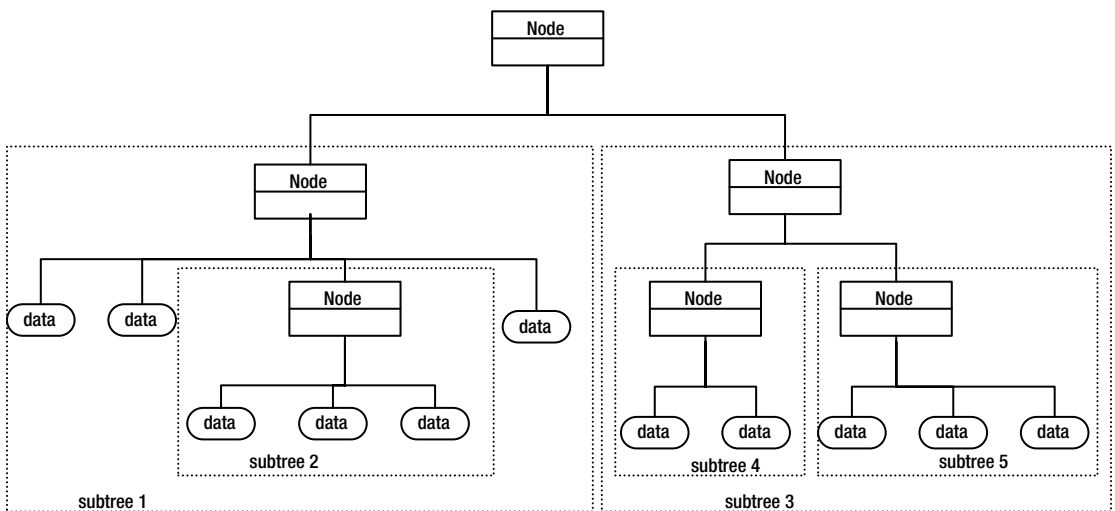 Node
Node
Node
data
data
Node
data
Node
Node
data
data
data
data
data
data
data
data
subtree 2
subtree 4
subtree 5
subtree 1
subtree 3